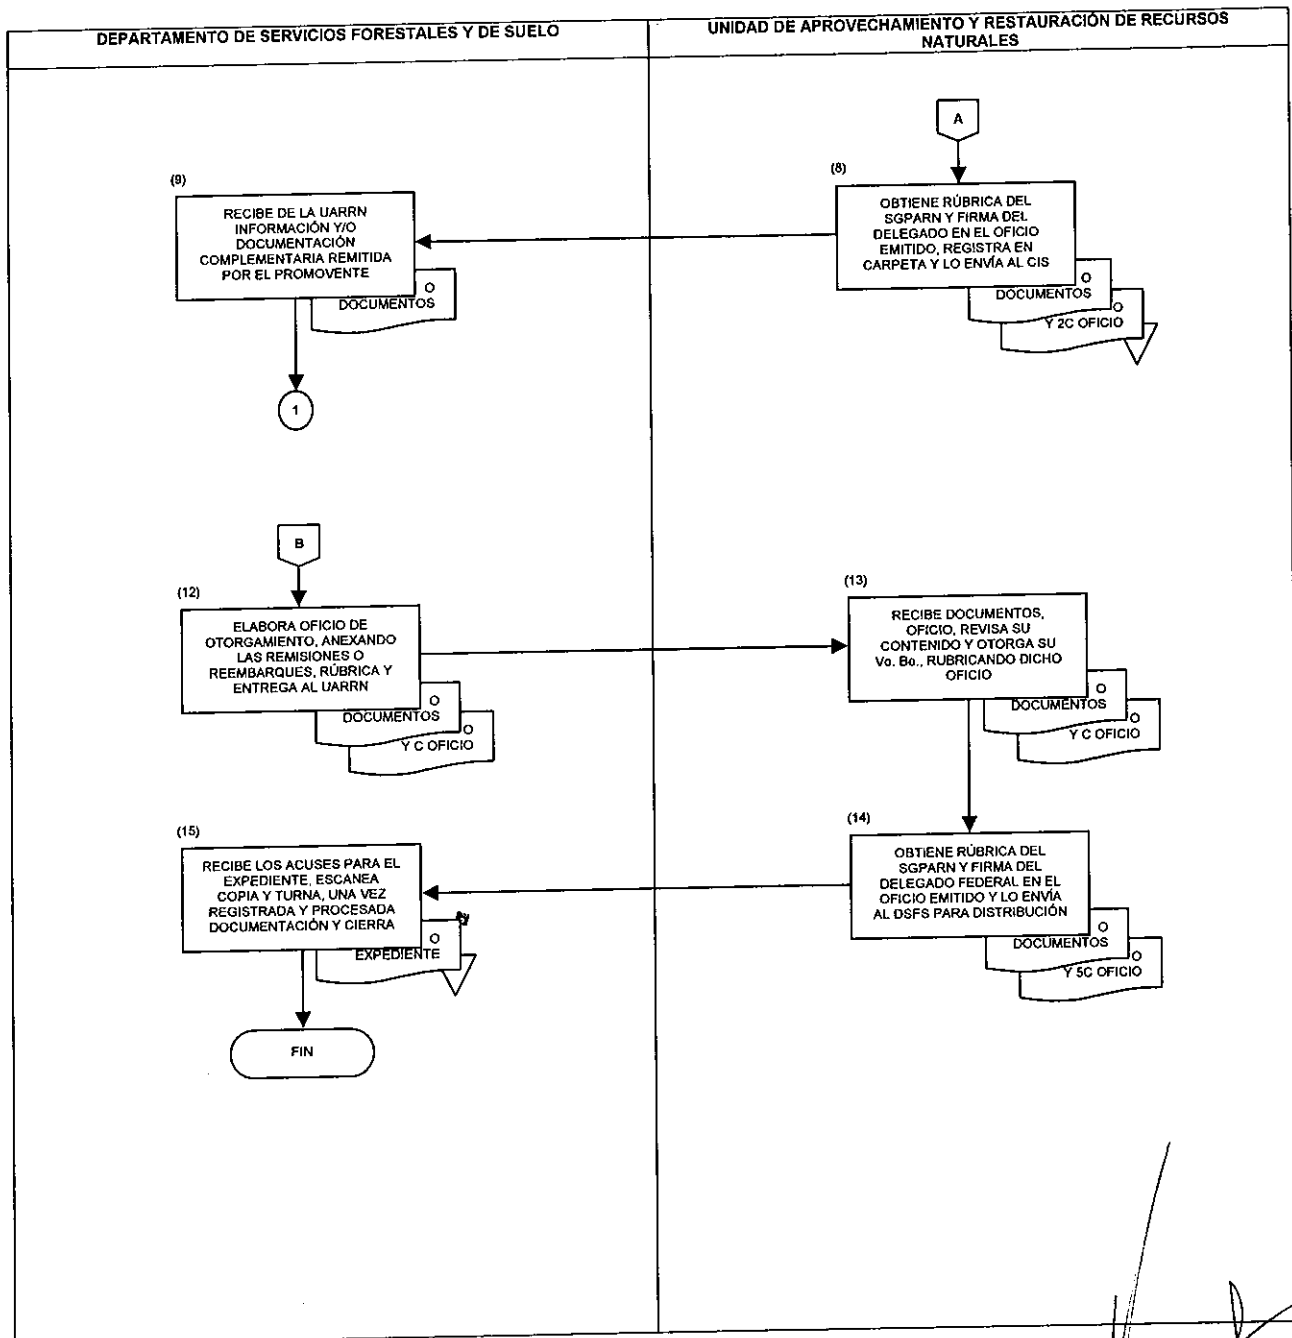 DEPARTAMENTO DE SERVICIOS FORESTALES Y DE SUELO
UNIDAD DE APROVECHAMIENTO Y RESTAURACIÓN DE RECURSOS
NATURALES
A
(8)
OBTIENE RÚBRICA DEL
SGPARN Y FIRMA DEL
DELEGADO EN EL OFICIO
EMITIDO, REGISTRA EN
CARPETA Y LO ENVÍA AL CIS
O
DOCUMENTOS
O
Y 2C OFICIO
(9)
RECIBE DE LA UARRN
INFORMACIÓN Y/O
DOCUMENTACIÓN
COMPLEMENTARIA REMITIDA
POR EL PROMOVENTE
O
DOCUMENTOS
1
B
(12)
ELABORA OFICIO DE
OTORGAMIENTO, ANEXANDO
LAS REMISIONES O
REEMBARQUES, RÚBRICA Y
ENTREGA AL UARRN
O
DOCUMENTOS
O
Y C OFICIO
(13)
RECIBE DOCUMENTOS,
OFICIO, REVISA SU
CONTENIDO Y OTORGA SU
Vo. Bo., RUBRICANDO DICHO
OFICIO
O
DOCUMENTOS
O
Y C OFICIO
(14)
OBTIENE RÚBRICA DEL
SGPARN Y FIRMA DEL
DELEGADO FEDERAL EN EL
OFICIO EMITIDO Y LO ENVÍA
AL DSFS PARA DISTRIBUCIÓN
O
DOCUMENTOS
O
Y 5C OFICIO
(15)
RECIBE LOS ACUSES PARA EL
EXPEDIENTE, ESCANEA
COPIA Y TURNA, UNA VEZ
REGISTRADA Y PROCESADA
DOCUMENTACIÓN Y CIERRA
O
EXPEDIENTE
FIN